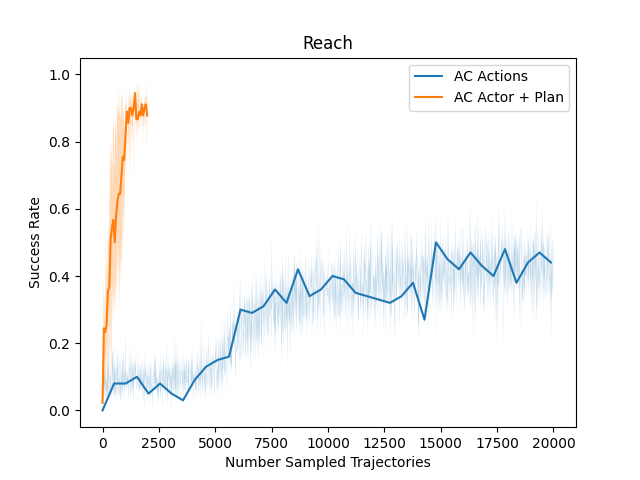 Reach
AC Actions
AC Actor + Plan
Success Rate
1.0
0.8
0.6
0.4
0.2
0.0
0 2500 5000 7500 10000 12500 15000 17500 20000
Number Sampled Trajectories